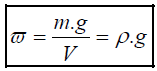 ϖ = m.g / V = ρ.g